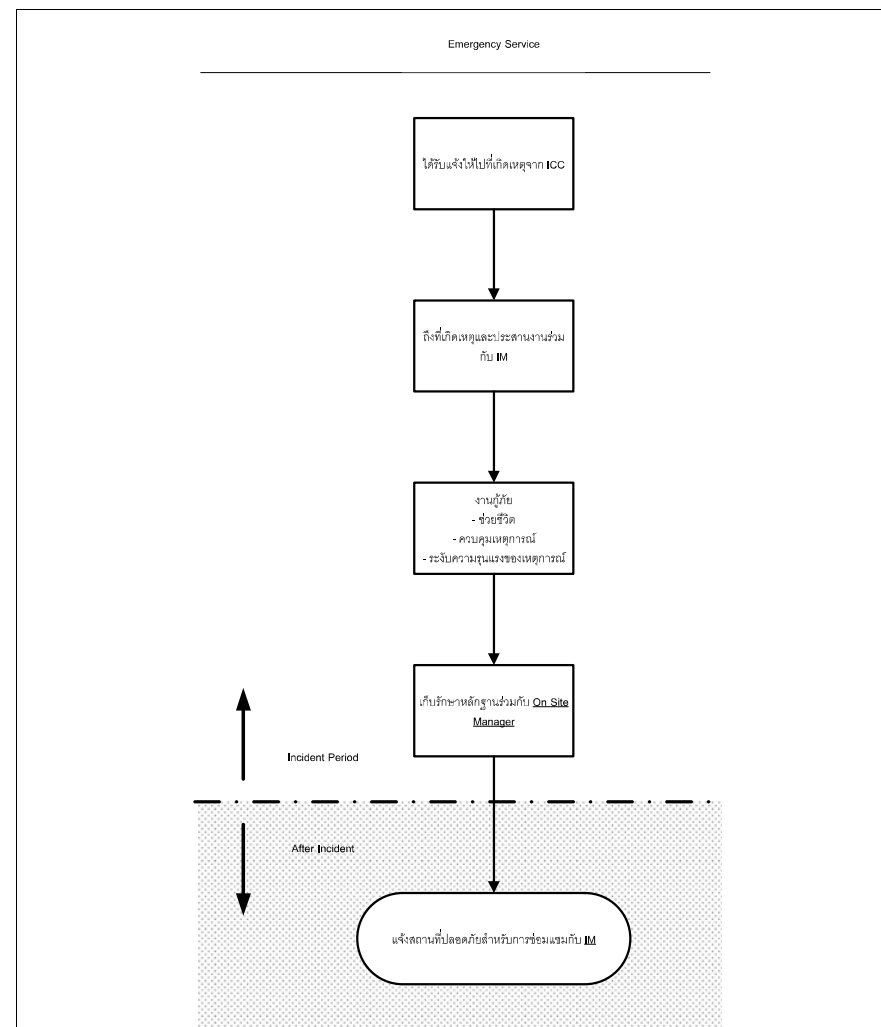 Emergency Service
ได้รับแจ้งให้ไปที่เกิดเหตุจาก ICC
ถึงที่เกิดเหตุและประสานงานร่วม
กับ IM
งานกู้ภัย
- ช่วยชีวิต
- ควบคุมเหตุการณ์
- ระงับความรุนแรงของเหตุการณ์
เก็บรักษาหลักฐานร่วมกับ On Site
Manager
Incident Period
After Incident
แจ้งสถานที่ปลอดภัยสำหรับการซ่อมแซมกับ IM